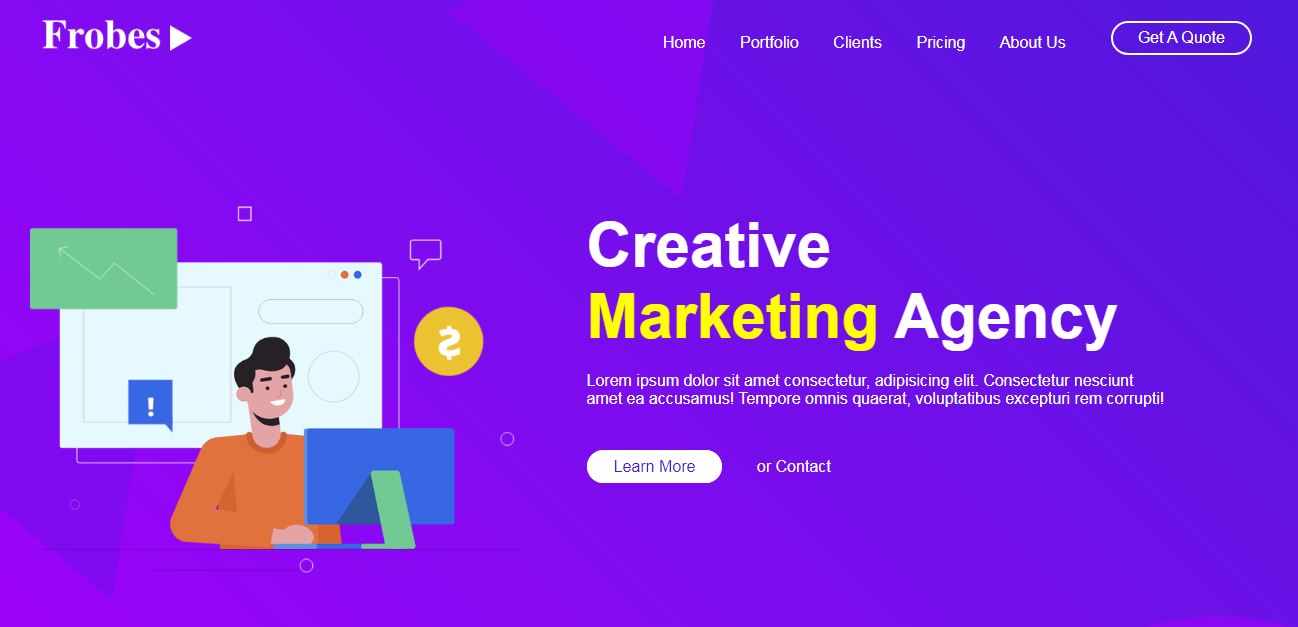 Frobes
Home Portfolio Clients Pricing About Us Get A Quote
Creative
Marketing Agency
Lorem ipsum dolor sit amet consectetur, adipisicing elit. Consectetur nesciunt
amet ea accusamus! Tempore omnis quaerat, voluptatibus excepturi rem corrupti!
Learn More or Contact
$
!